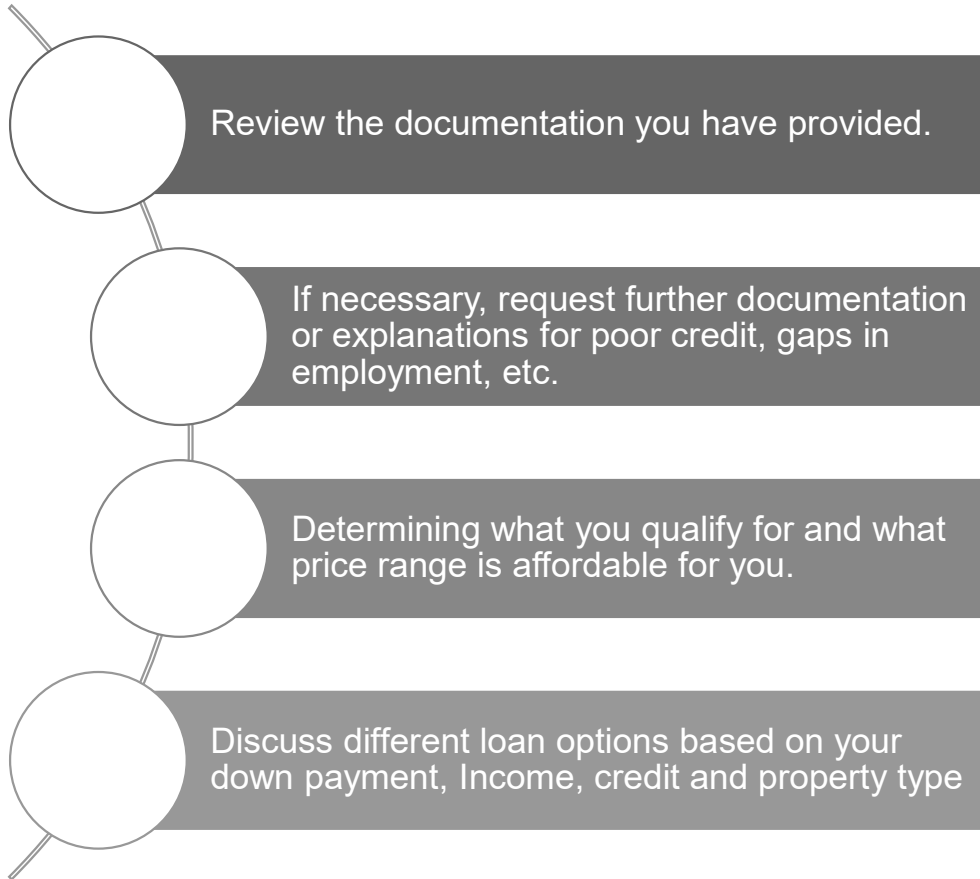 Review the documentation you have provided.
If necessary, request further documentation
or explanations for poor credit, gaps in
employment, etc.
Determining what you qualify for and what
price range is affordable for you.
Discuss different loan options based on your
down payment, Income, credit and property type